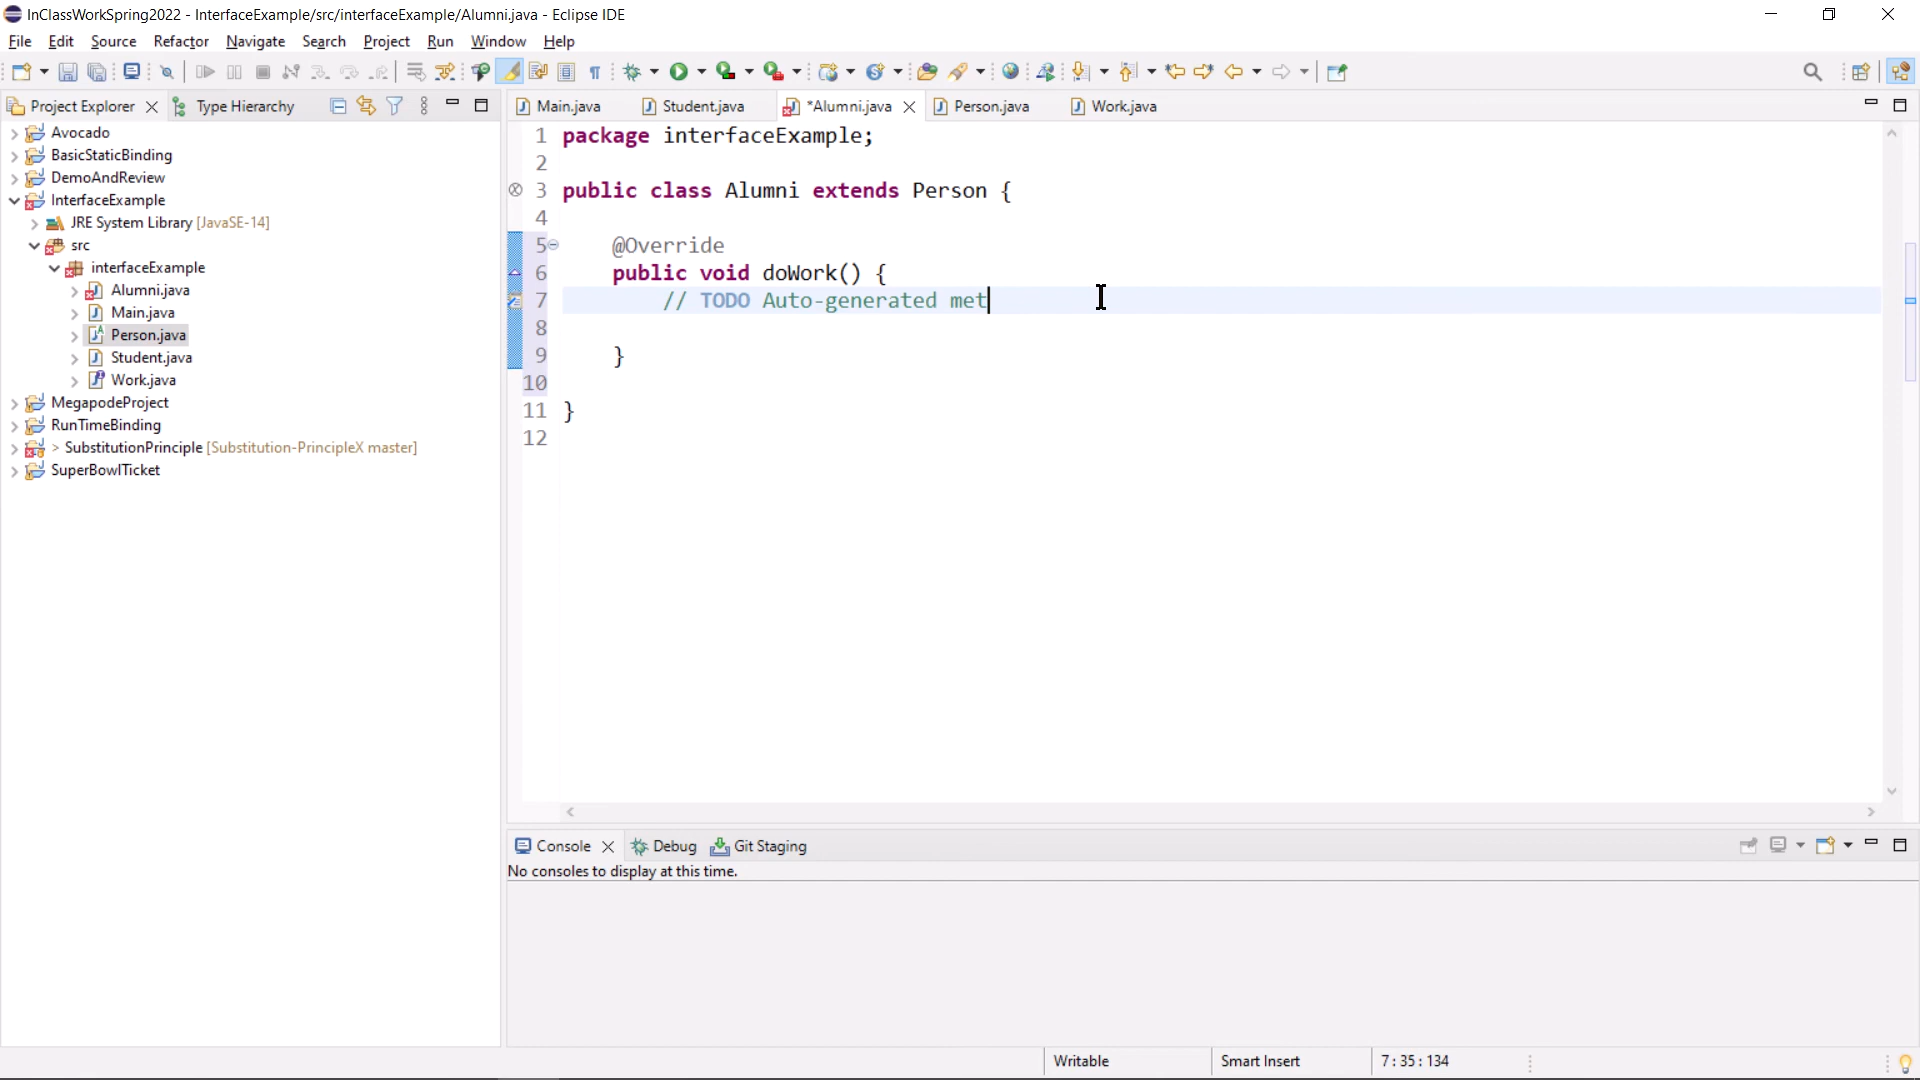 InClassWorkSpring2022 - InterfaceExample/src/interfaceExample/Alumni.java - Eclipse IDE
File Edit Source Refactor Navigate Search Project Run Window Help
Project Explorer Type Hierarchy
Avocado
BasicStaticBinding
DemoAndReview
InterfaceExample
JRE System Library [JavaSE-14]
src
interfaceExample
Alumni.java
Main.java
Person.java
Student.java
Work.java
MegapodeProject
RunTimeBinding
> SubstitutionPrinciple [Substitution-PrincipleX master]
SuperBowlTicket
Main.java Student.java *Alumni.java Person.java Work.java
1 package interfaceExample;
2
3 public class Alumni extends Person {
4
5 @Override
6 public void doWork() {
7 // TODO Auto-generated met
8
9 }
10
11 }
12
Console Debug Git Staging
No consoles to display at this time.
Writable Smart Insert 7 : 35 : 134